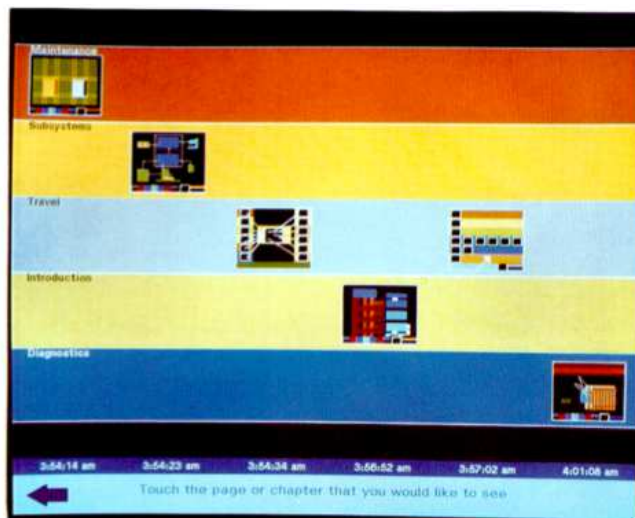 Maintenance
Subsystems
Travel
Introduction
Diagnostics
3:54:14 am 3:54:23 am 3:54:34 am 3:56:52 am 3:57:02 am 4:01:08 am
Touch the page or chapter that you would like to see